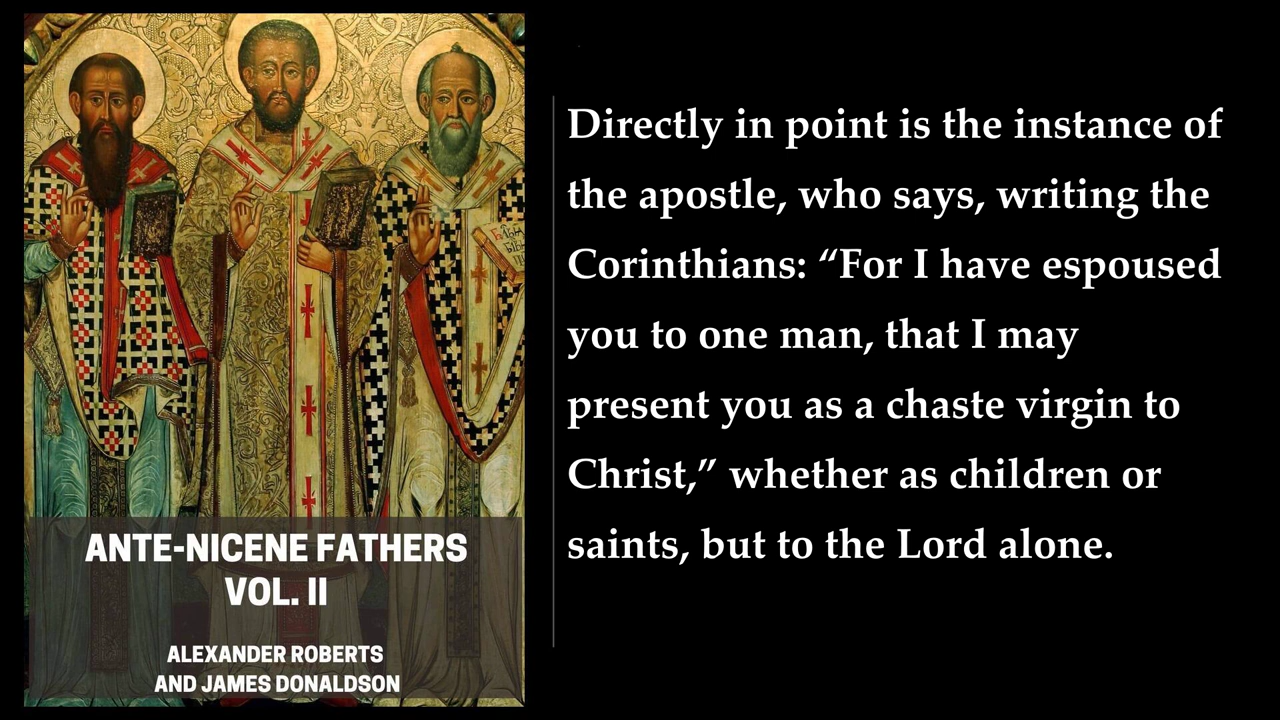 ANTE-NICENE FATHERS
VOL. II
ALEXANDER ROBERTS
AND JAMES DONALDSON
Directly in point is the instance of
the apostle, who says, writing the
Corinthians: “For I have espoused
you to one man, that I may
present you as a chaste virgin to
Christ,” whether as children or
saints, but to the Lord alone.